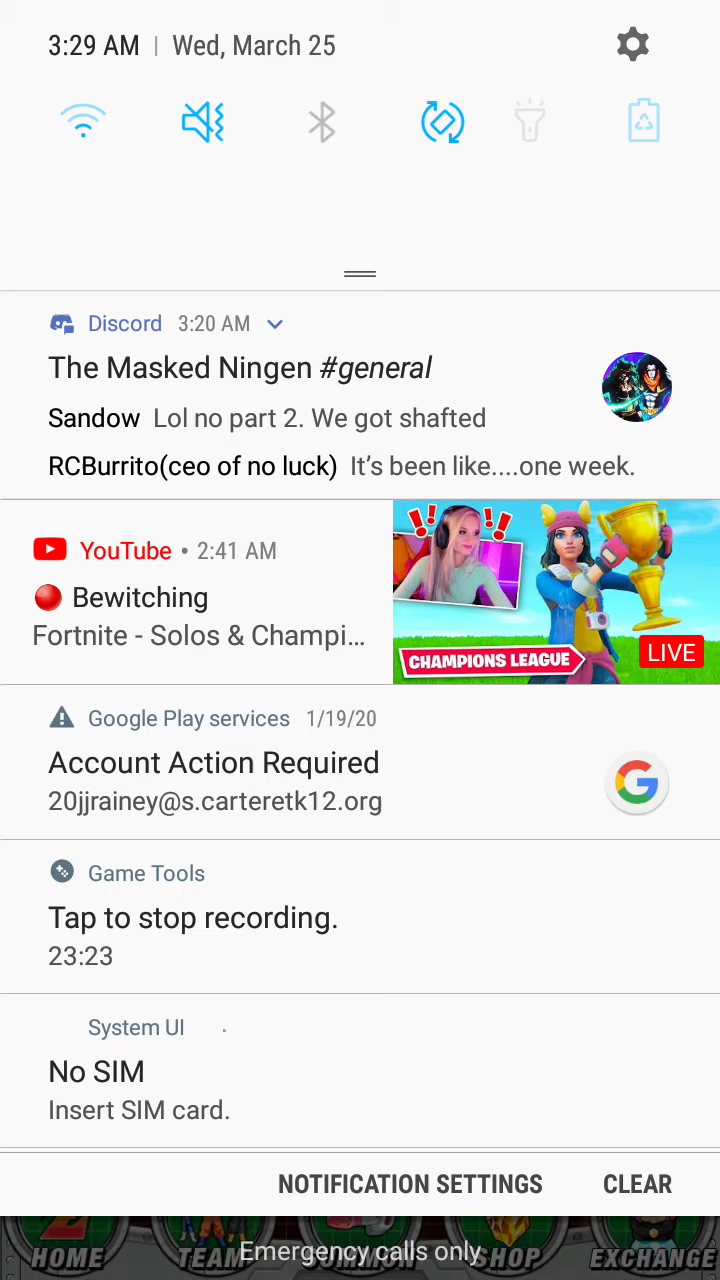 3:29 AM | Wed, March 25
Discord 3:20 AM
The Masked Ningen #general
Sandow Lol no part 2. We got shafted
RCBurrito(ceo of no luck) It's been like....one week.
YouTube • 2:41 AM
🔴 Bewitching
Fortnite - Solos & Champi...
!! !!
CHAMPIONS LEAGUE
LIVE
Google Play services 1/19/20
Account Action Required
20jjrainey@s.carteretk12.org
G
Game Tools
Tap to stop recording.
23:23
System UI
No SIM
Insert SIM card.
NOTIFICATION SETTINGS CLEAR
Emergency calls only
HOME TEAM SUMMON SHOP EXCHANGE